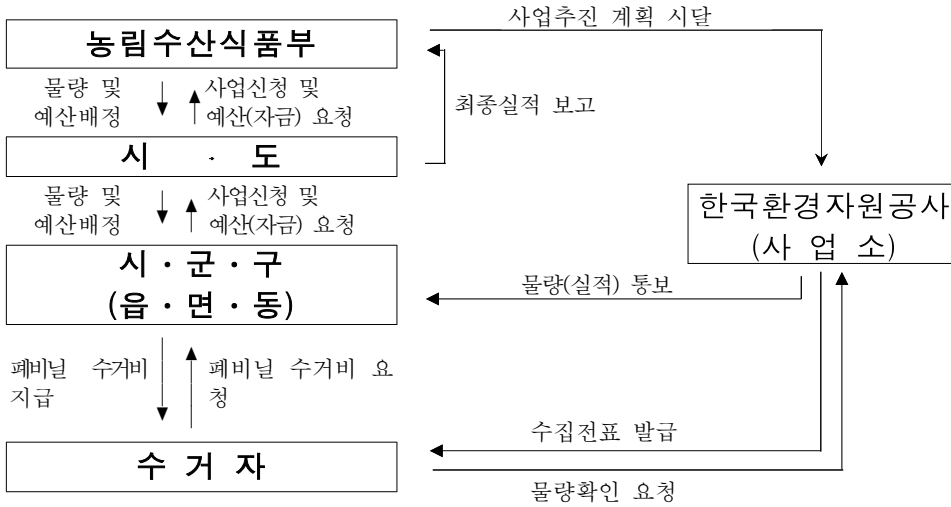 사업추진 계획 시달
농림수산식품부
물량 및
예산배정
사업신청 및
예산(자금) 요청
최종실적 보고
시 · 도
물량 및
예산배정
사업신청 및
예산(자금) 요청
한국환경자원공사
(사 업 소)
시·군·구
(읍·면·동)
물량(실적) 통보
폐비닐 수거비
지급
폐비닐 수거비 요
청
수집전표 발급
수 거 자
물량확인 요청